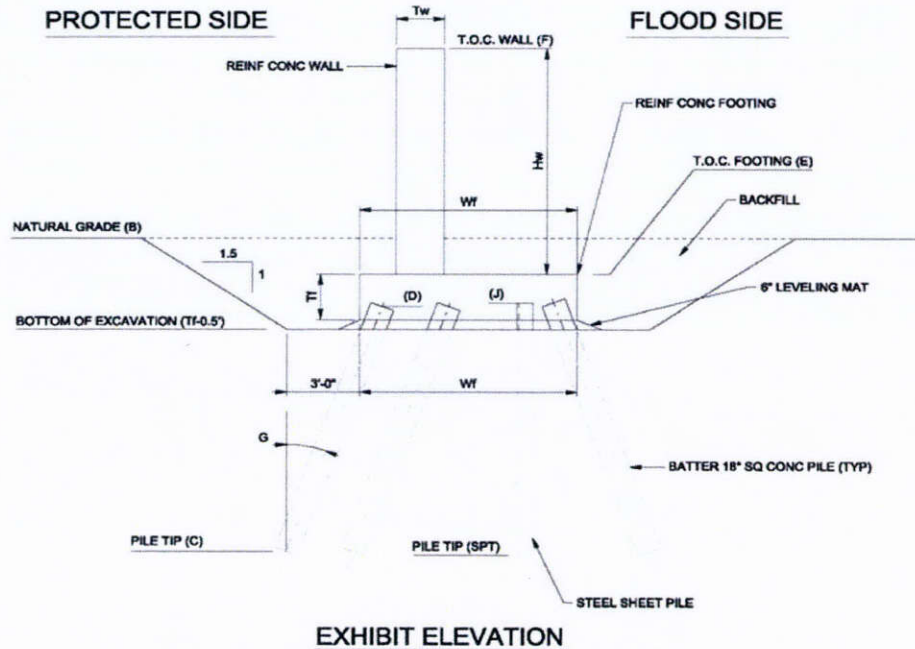 PROTECTED SIDE
Tw
FLOOD SIDE
T.O.C. WALL (F)
REINF CONC WALL
REINF CONC FOOTING
Hw
T.O.C. FOOTING (E)
Wf
BACKFILL
NATURAL GRADE (B)
1.5
1
Tf
(D)
(J)
6" LEVELING MAT
BOTTOM OF EXCAVATION (Tf-0.5')
3'-0"
Wf
G
BATTER 18" SQ CONC PILE (TYP)
PILE TIP (C)
PILE TIP (SPT)
STEEL SHEET PILE
EXHIBIT ELEVATION